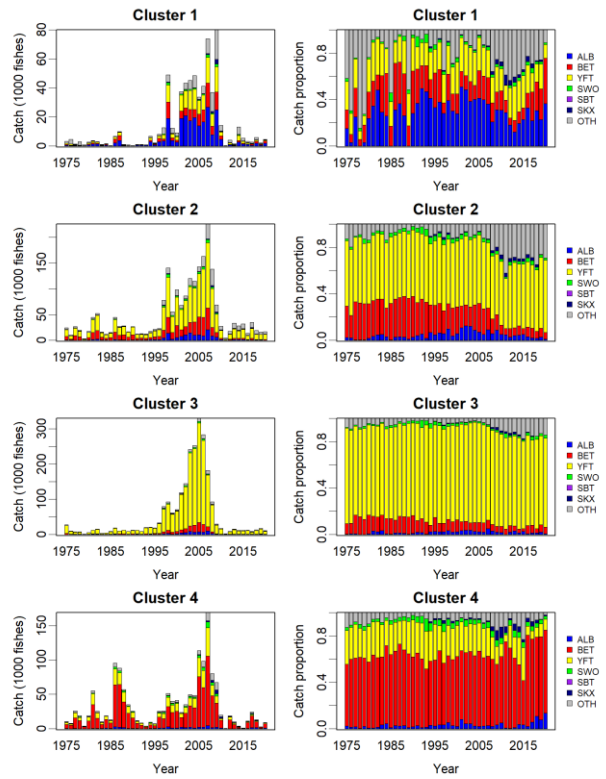 Cluster 1
Catch (1000 fishes)
80
60
40
20
0
1975 1985 1995 2005 2015
Year
Cluster 1
Catch proportion
0.8
0.4
0.0
1975 1985 1995 2005 2015
Year
ALB
BET
YFT
SWO
SBT
SKX
OTH
Cluster 2
Catch (1000 fishes)
150
50
0
1975 1985 1995 2005 2015
Year
Cluster 2
Catch proportion
0.8
0.4
0.0
1975 1985 1995 2005 2015
Year
ALB
BET
YFT
SWO
SBT
SKX
OTH
Cluster 3
Catch (1000 fishes)
300
200
100
0
1975 1985 1995 2005 2015
Year
Cluster 3
Catch proportion
0.8
0.4
0.0
1975 1985 1995 2005 2015
Year
ALB
BET
YFT
SWO
SBT
SKX
OTH
Cluster 4
Catch (1000 fishes)
150
100
50
0
1975 1985 1995 2005 2015
Year
Cluster 4
Catch proportion
0.8
0.4
0.0
1975 1985 1995 2005 2015
Year
ALB
BET
YFT
SWO
SBT
SKX
OTH